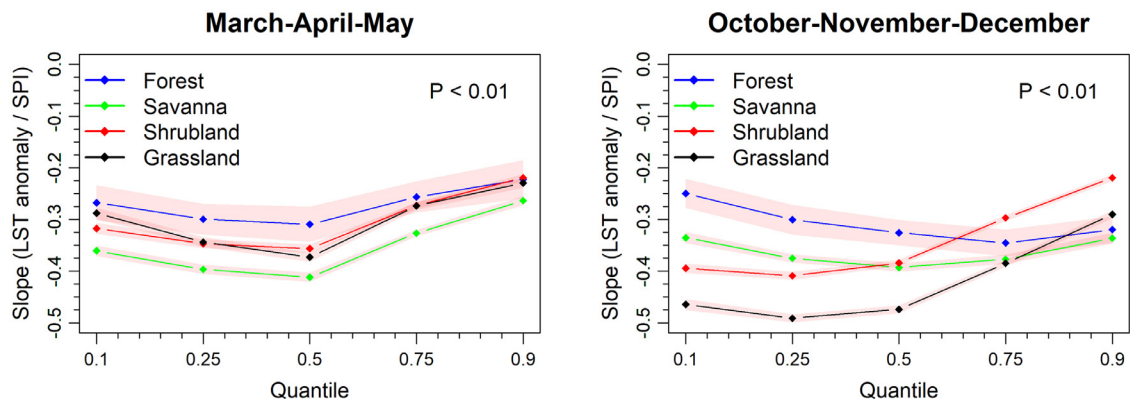 March-April-May
Slope (LST anomaly / SPI)
0.0
-0.1
-0.2
-0.3
-0.4
-0.5
Forest
Savanna
Shrubland
Grassland
P < 0.01
0.1 0.25 0.5 0.75 0.9
Quantile
October-November-December
Slope (LST anomaly / SPI)
0.0
-0.1
-0.2
-0.3
-0.4
-0.5
Forest
Savanna
Shrubland
Grassland
P < 0.01
0.1 0.25 0.5 0.75 0.9
Quantile